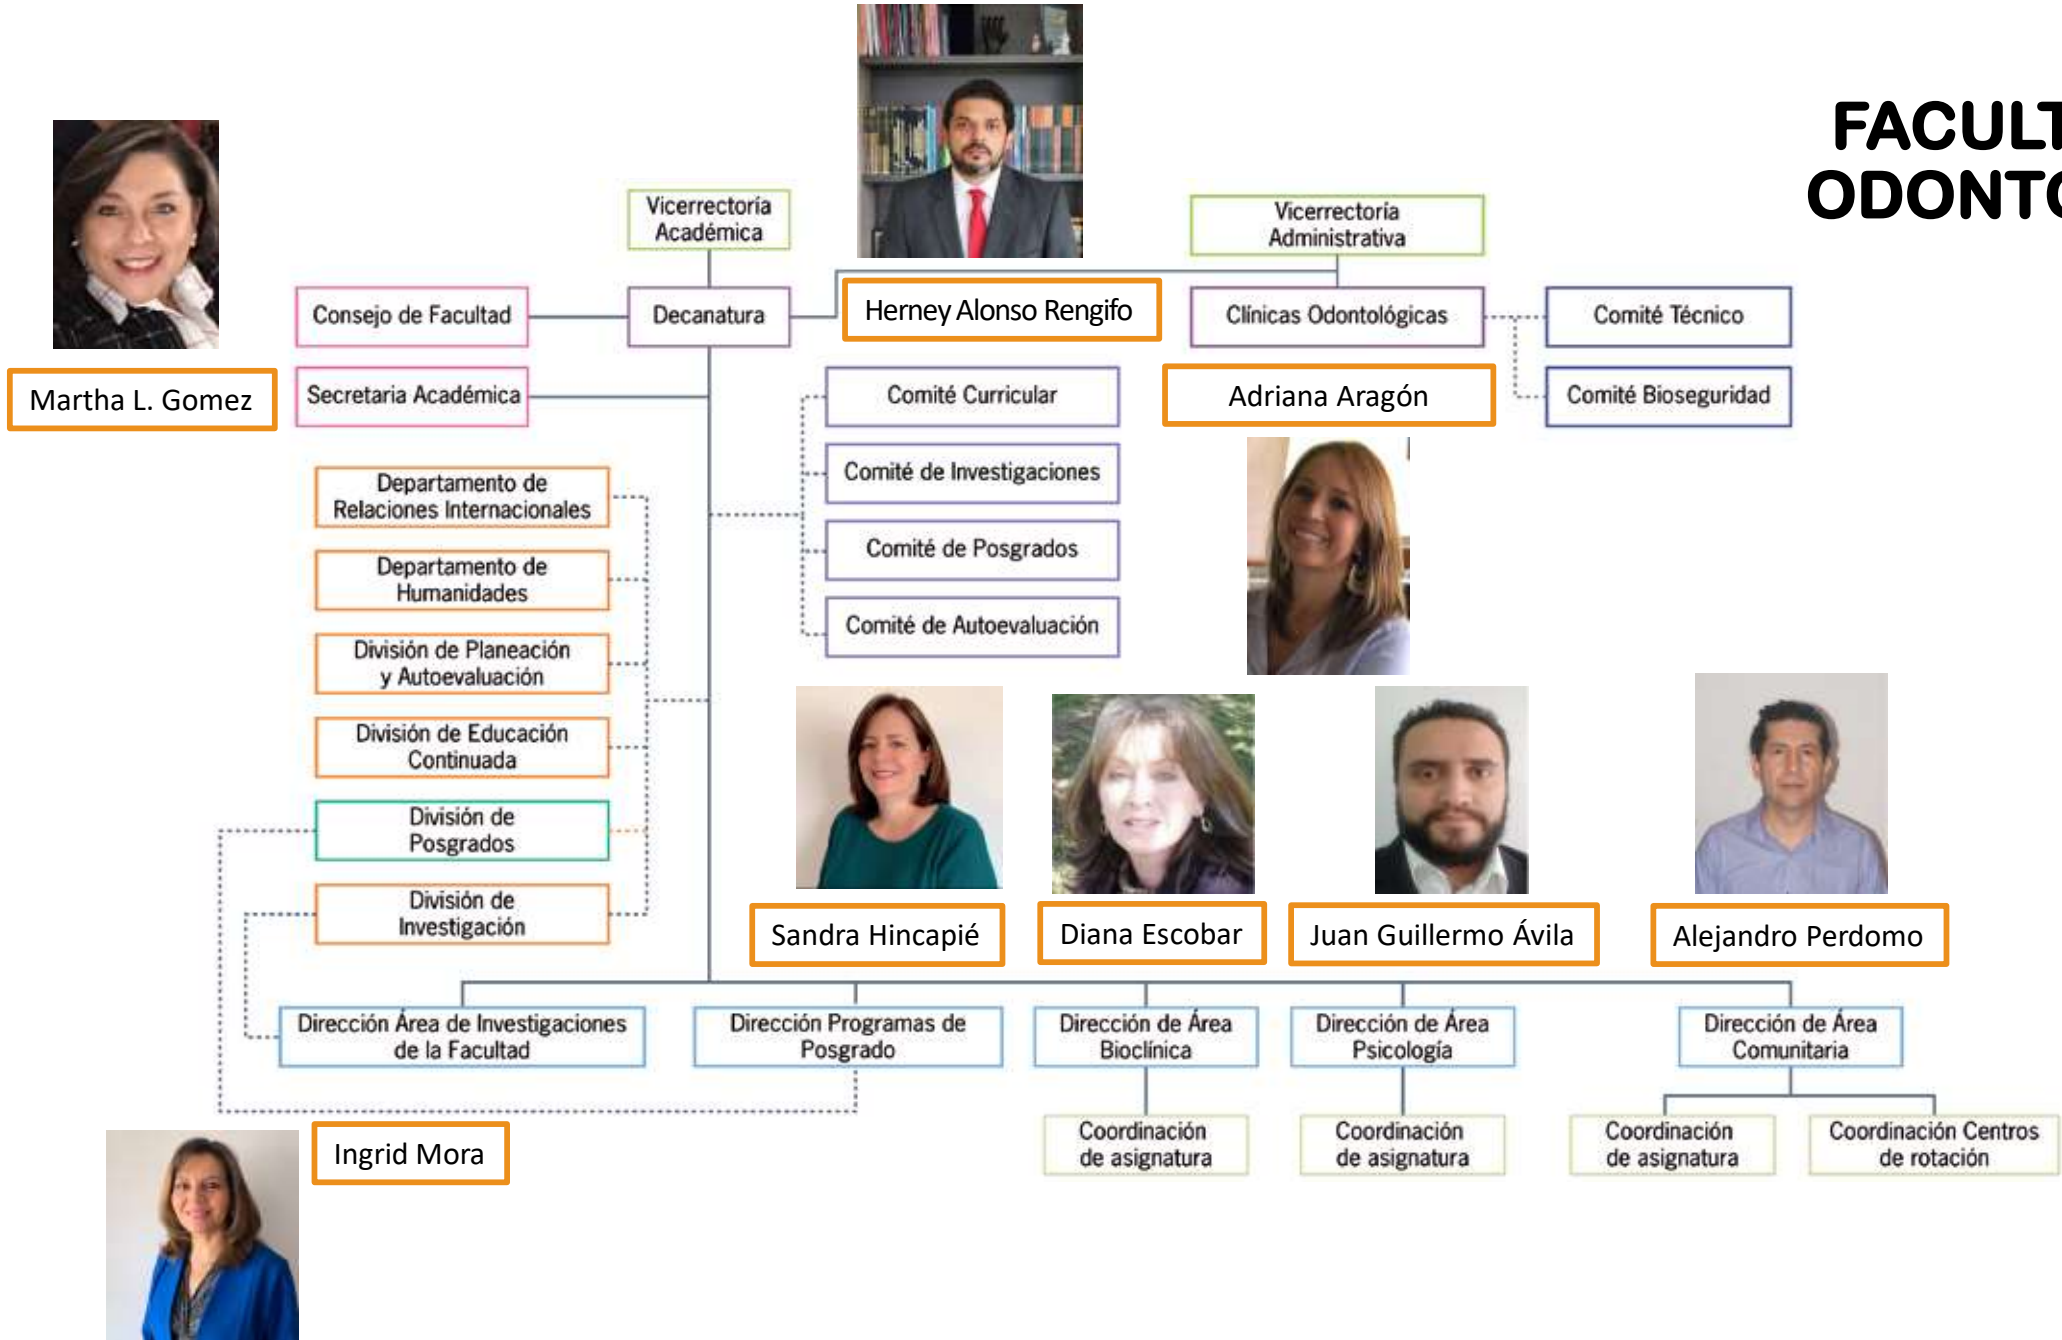 FACULT
ODONTO
Vicerrectoría
Académica
Vicerrectoría
Administrativa
Consejo de Facultad
Decanatura
Herney Alonso Rengifo
Clínicas Odontológicas
Comité Técnico
Martha L. Gomez
Secretaria Académica
Comité Curricular
Adriana Aragón
Comité Bioseguridad
Departamento de
Relaciones Internacionales
Comité de Investigaciones
Departamento de
Humanidades
Comité de Posgrados
División de Planeación
y Autoevaluación
Comité de Autoevaluación
División de Educación
Continuada
División de
Posgrados
División de
Investigación
Sandra Hincapié
Diana Escobar
Juan Guillermo Ávila
Alejandro Perdomo
Dirección Área de Investigaciones
de la Facultad
Dirección Programas de
Posgrado
Dirección de Área
Bioclínica
Dirección de Área
Psicología
Dirección de Área
Comunitaria
Ingrid Mora
Coordinación
de asignatura
Coordinación
de asignatura
Coordinación
de asignatura
Coordinación Centros
de rotación